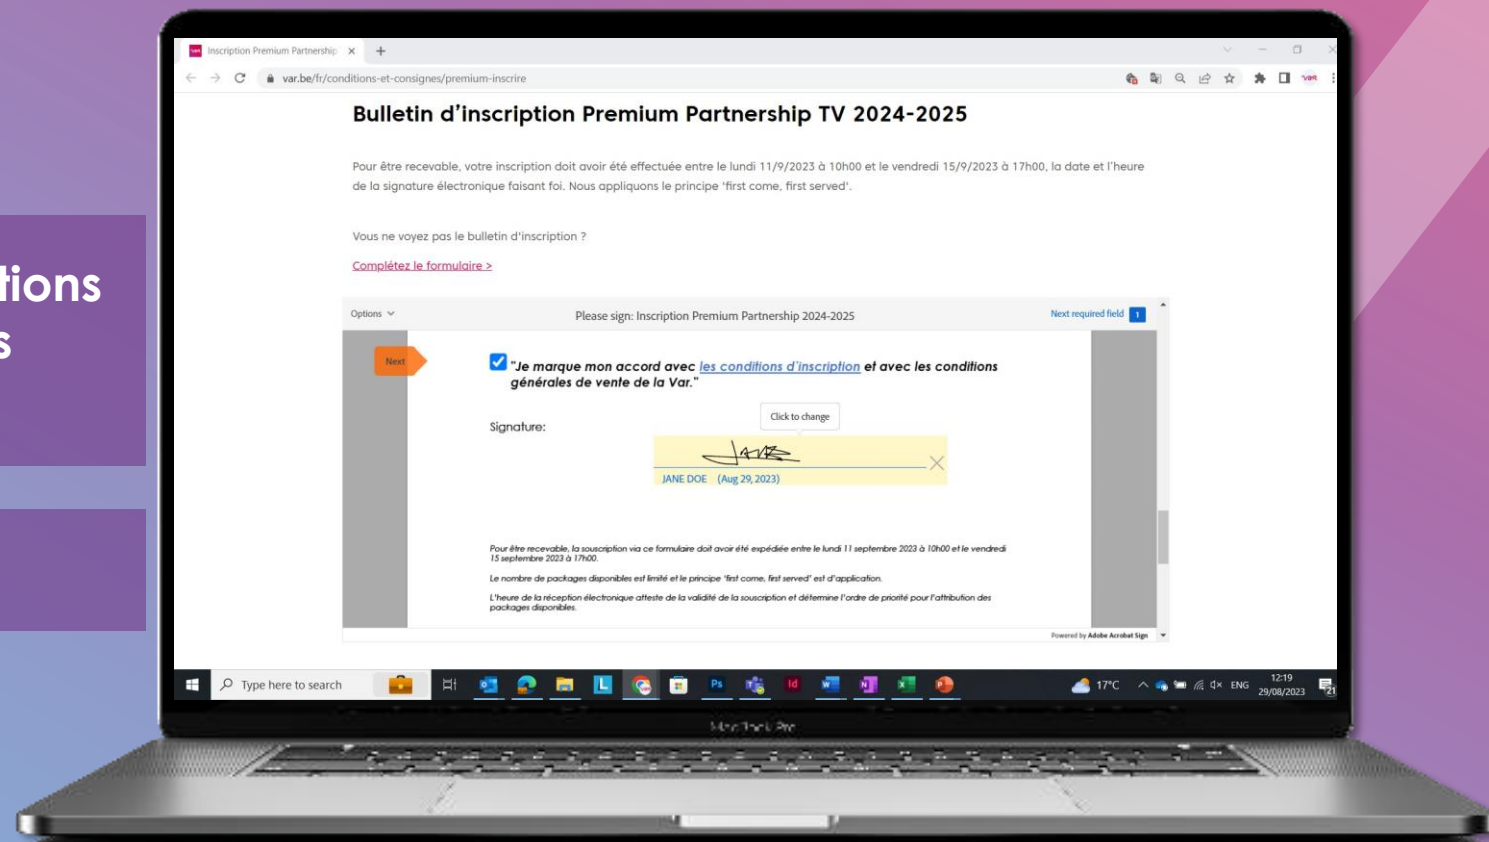 tions
s
Inscription Premium Partnership
var.be/fr/conditions-et-consignes/premium-inscrire
Bulletin d'inscription Premium Partnership TV 2024-2025
Pour être recevable, votre inscription doit avoir été effectuée entre le lundi 11/9/2023 à 10h00 et le vendredi 15/9/2023 à 17h00, la date et l'heure
de la signature électronique faisant foi. Nous appliquons le principe 'first come, first served'.
Vous ne voyez pas le bulletin d'inscription ?
Complétez le formulaire >
Options
Please sign: Inscription Premium Partnership 2024-2025
Next required field 1
Next
"Je marque mon accord avec les conditions d'inscription et avec les conditions
générales de vente de la Var."
Click to change
Signature:
JANE DOE (Aug 29, 2023)
Pour être recevable, la souscription via ce formulaire doit avoir été expédiée entre le lundi 11 septembre 2023 à 10h00 et le vendredi
15 septembre 2023 à 17h00.
Le nombre de packages disponibles est limité et le principe 'first come, first served' est d'application.
L'heure de la réception électronique atteste de la validité de la souscription et détermine l'ordre de priorité pour l'attribution des
packages disponibles.
Powered by Adobe Acrobat Sign
Type here to search
17°C
ENG
12:19
29/08/2023
21
MacBook Pro